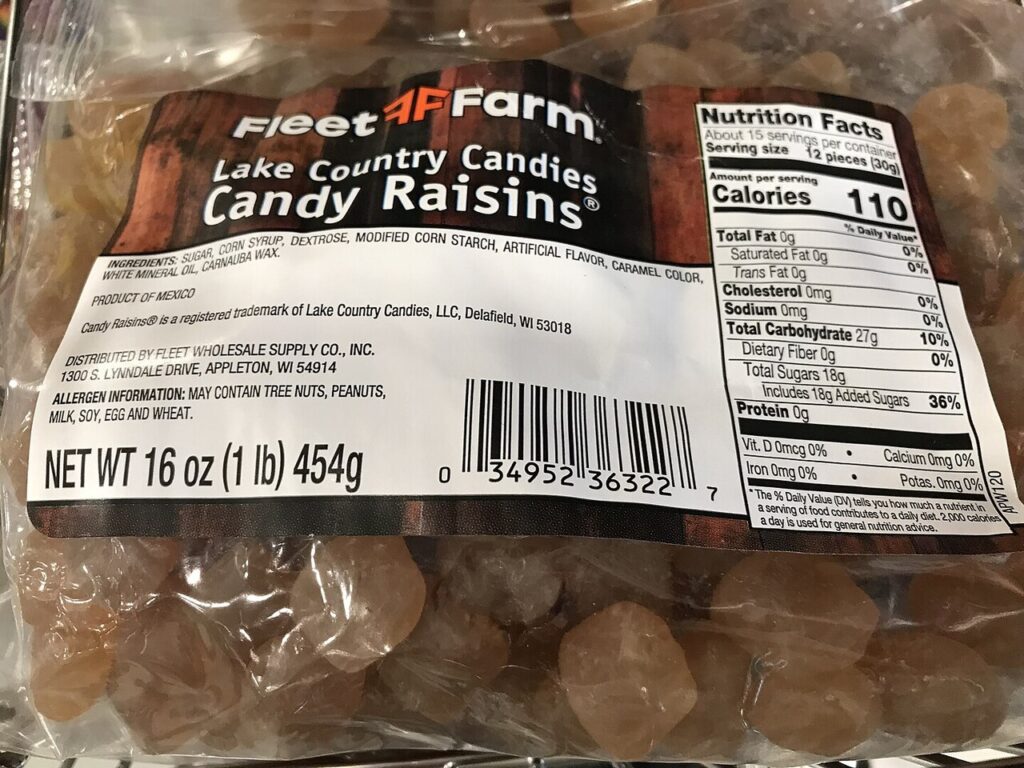 Fleet Farm
Lake Country Candies
Candy Raisins®
INGREDIENTS: SUGAR, CORN SYRUP, DEXTROSE, MODIFIED CORN STARCH, ARTIFICIAL FLAVOR, CARAMEL COLOR,
WHITE MINERAL OIL, CARNAUBA WAX.
PRODUCT OF MEXICO
Candy Raisins® is a registered trademark of Lake Country Candies, LLC, Delafield, WI 53018
DISTRIBUTED BY FLEET WHOLESALE SUPPLY CO., INC.
1300 S. LYNNDALE DRIVE, APPLETON, WI 54914
ALLERGEN INFORMATION: MAY CONTAIN TREE NUTS, PEANUTS,
MILK, SOY, EGG AND WHEAT.
NET WT 16 oz (1 lb) 454g
0 34952 36322 7
Nutrition Facts
About 15 servings per container
Serving size 12 pieces (30g)
Amount per serving
Calories 110
% Daily Value*
Total Fat 0g 0%
Saturated Fat 0g 0%
Trans Fat 0g
Cholesterol 0mg 0%
Sodium 0mg 0%
Total Carbohydrate 27g 10%
Dietary Fiber 0g 0%
Total Sugars 18g
Includes 18g Added Sugars 36%
Protein 0g
Vit. D 0mcg 0% • Calcium 0mg 0%
Iron 0mg 0% • Potas. 0mg 0%
* The % Daily Value (DV) tells you how much a nutrient in
a serving of food contributes to a daily diet. 2,000 calories
a day is used for general nutrition advice.
APW120